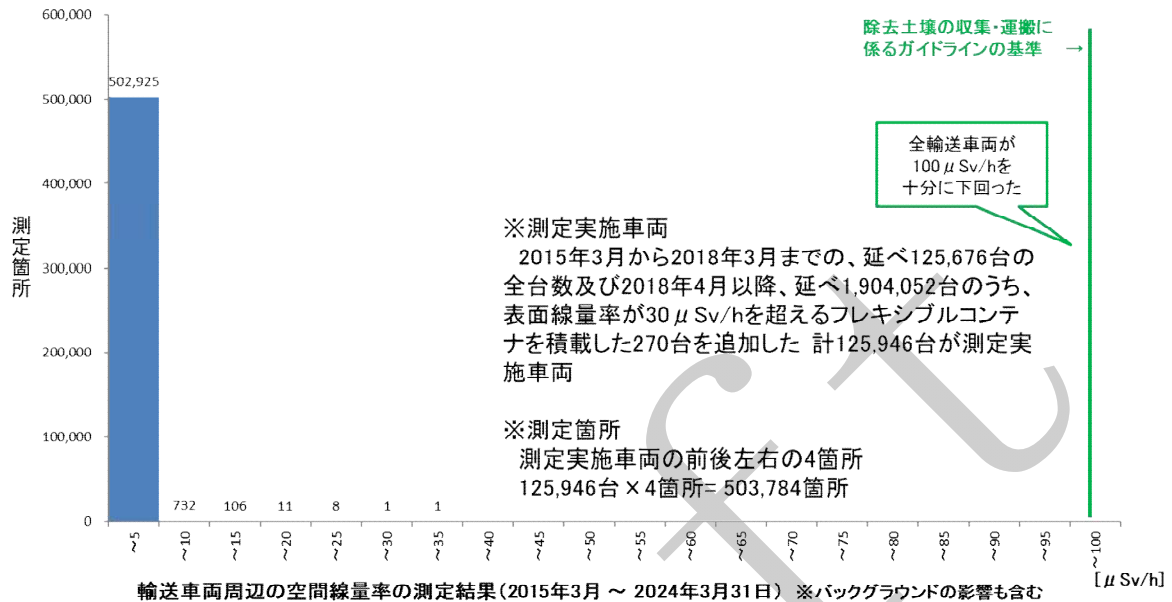 600,000
500,000
400,000
300,000
200,000
100,000
0
測定箇所
502,925
732
106
11
8
1
1
除去土壌の収集・運搬に
係るガイドラインの基準 →
全輸送車両が
100μSv/hを
十分に下回った
※測定実施車両
2015年3月から2018年3月までの、延べ125,676台の
全台数及び2018年4月以降、延べ1,904,052台のうち、
表面線量率が30μSv/hを超えるフレキシブルコンテ
ナを積載した270台を追加した 計125,946台が測定実
施車両
※測定箇所
測定実施車両の前後左右の4箇所
125,946台×4箇所=503,784箇所
~5
~10
~15
~20
~25
~30
~35
~40
~45
~50
~55
~60
~65
~70
~75
~80
~85
~90
~95
~100
[μSv/h]
輸送車両周辺の空間線量率の測定結果(2015年3月 ~ 2024年3月31日) ※バックグラウンドの影響も含む
ft